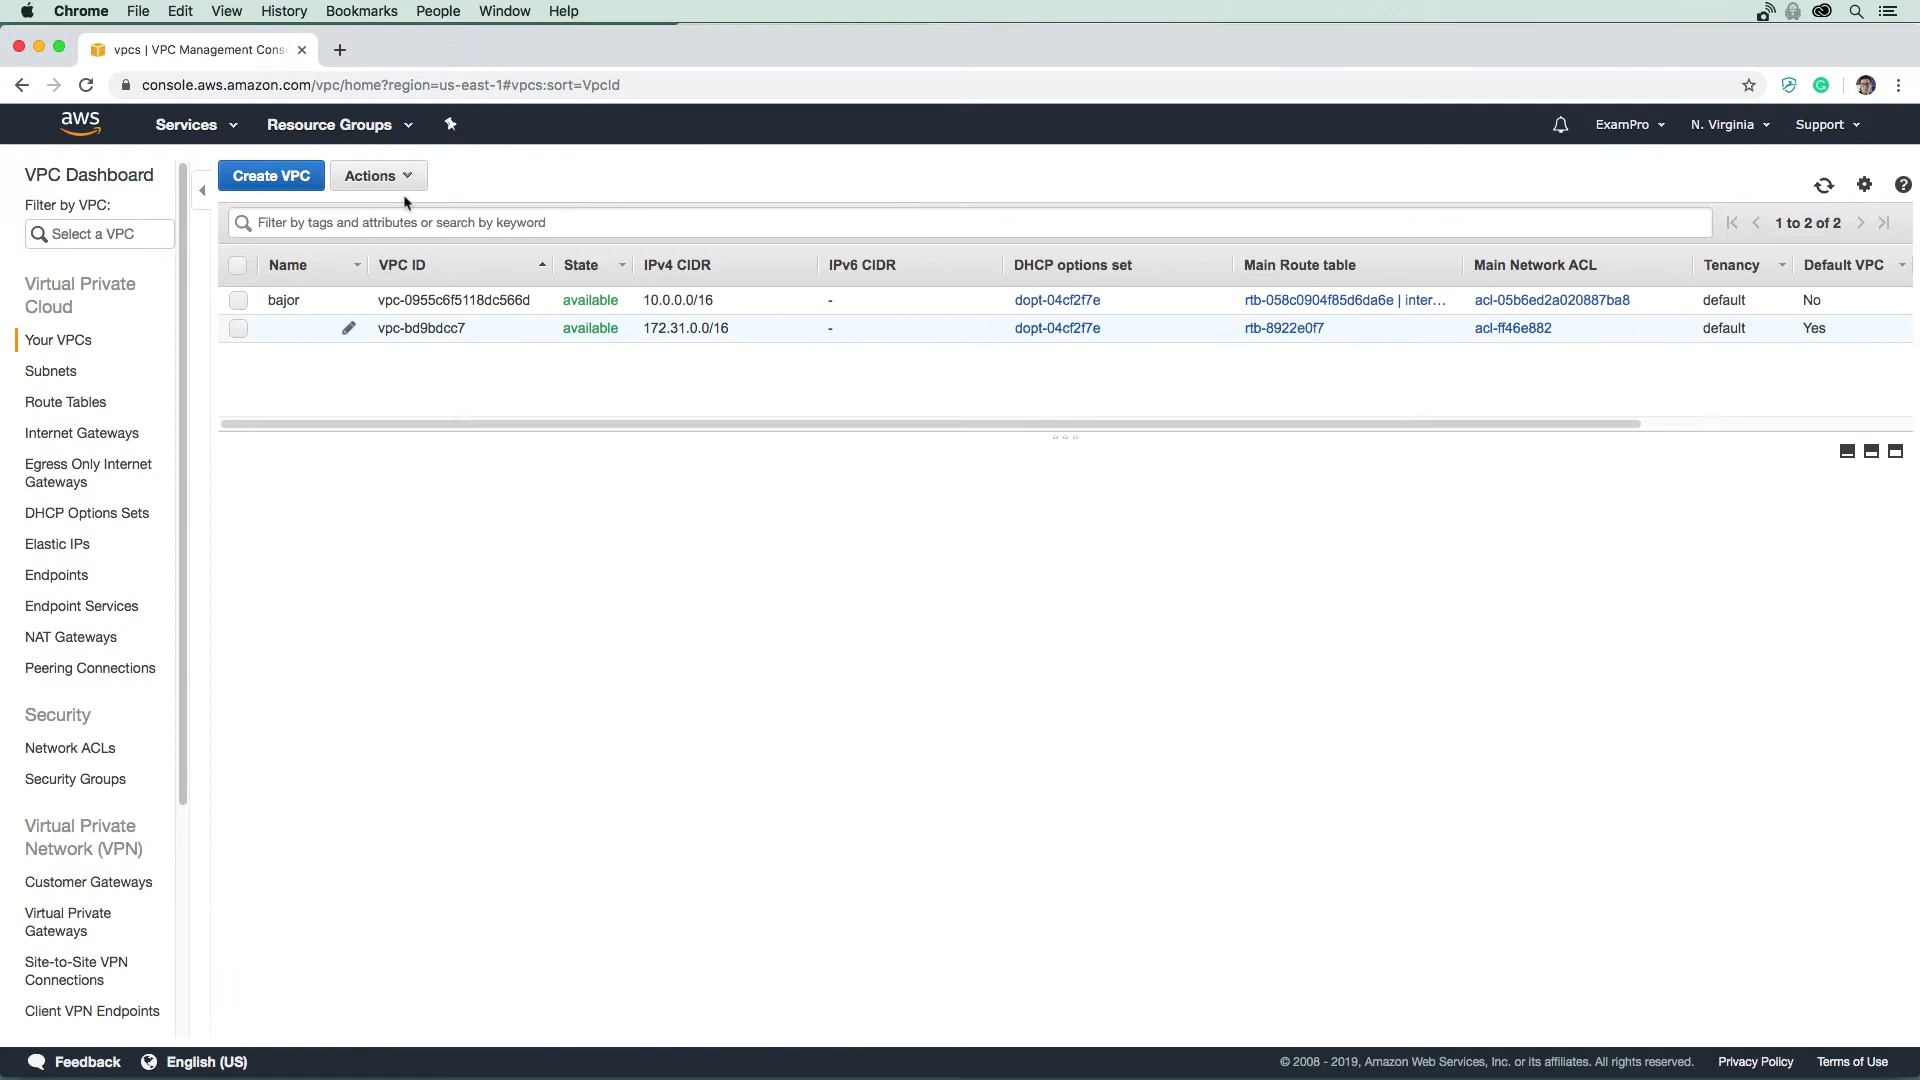 Chrome File Edit View History Bookmarks People Window Help
vpcs | VPC Management Cons
console.aws.amazon.com/vpc/home?region=us-east-1#vpcs:sort=VpcId
aws Services Resource Groups ExamPro N. Virginia Support
VPC Dashboard
Filter by VPC:
Select a VPC
Virtual Private
Cloud
Your VPCs
Subnets
Route Tables
Internet Gateways
Egress Only Internet
Gateways
DHCP Options Sets
Elastic IPs
Endpoints
Endpoint Services
NAT Gateways
Peering Connections
Security
Network ACLs
Security Groups
Virtual Private
Network (VPN)
Customer Gateways
Virtual Private
Gateways
Site-to-Site VPN
Connections
Client VPN Endpoints
Create VPC Actions
Filter by tags and attributes or search by keyword 1 to 2 of 2
Name VPC ID State IPv4 CIDR IPv6 CIDR DHCP options set Main Route table Main Network ACL Tenancy Default VPC
bajor vpc-0955c6f5118dc566d available 10.0.0.0/16 - dopt-04cf2f7e rtb-058c0904f85d6da6e | inter... acl-05b6ed2a020887ba8 default No
vpc-bd9bdcc7 available 172.31.0.0/16 - dopt-04cf2f7e rtb-8922e0f7 acl-ff46e882 default Yes
Feedback English (US) © 2008 - 2019, Amazon Web Services, Inc. or its affiliates. All rights reserved. Privacy Policy Terms of Use